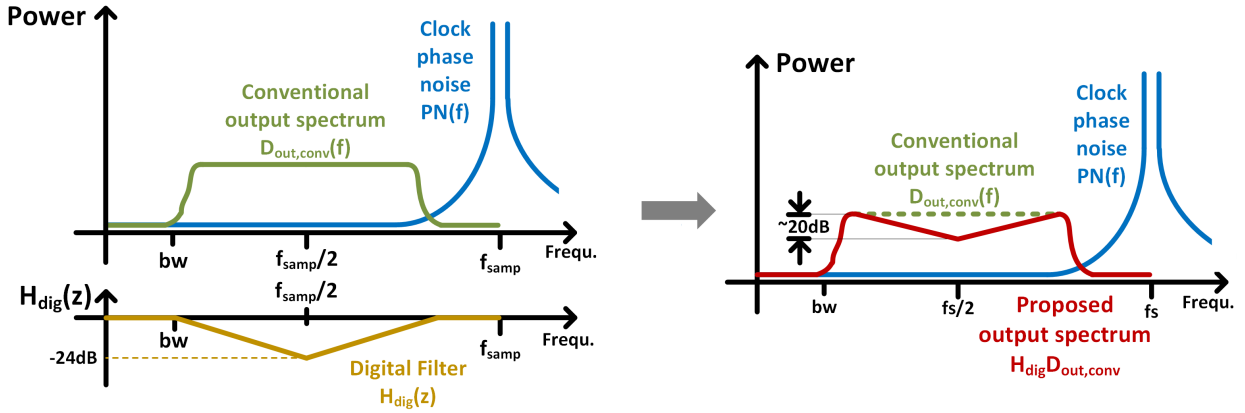 Power
Clock
phase
noise
PN(f)
Conventional
output spectrum
Dout,conv(f)
bw
fsamp/2
fsamp
Frequ.
Hdig(z)
fsamp/2
bw
fsamp
Frequ.
-24dB
Digital Filter
Hdig(z)
Power
Clock
phase
noise
PN(f)
Conventional
output spectrum
Dout,conv(f)
~20dB
bw
fs/2
fs
Frequ.
Proposed
output spectrum
HdigDout,conv